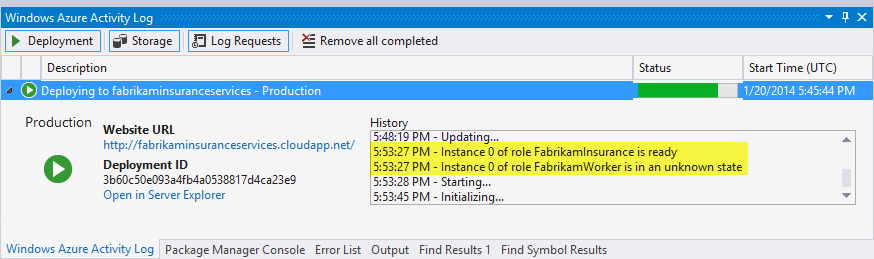 Windows Azure Activity Log
Deployment Storage Log Requests Remove all completed
Description Status Start Time (UTC)
Deploying to fabrikaminsuranceservices - Production 1/20/2014 5:45:44 PM
Production
Website URL
http://fabrikaminsuranceservices.cloudapp.net/
Deployment ID
3b60c50e093a4fb4a0538817d4ca23e9
Open in Server Explorer
History
5:48:19 PM - Updating...
5:53:27 PM - Instance 0 of role FabrikamInsurance is ready
5:53:27 PM - Instance 0 of role FabrikamWorker is in an unknown state
5:53:28 PM - Starting...
5:53:45 PM - Initializing...
Windows Azure Activity Log Package Manager Console Error List Output Find Results 1 Find Symbol Results